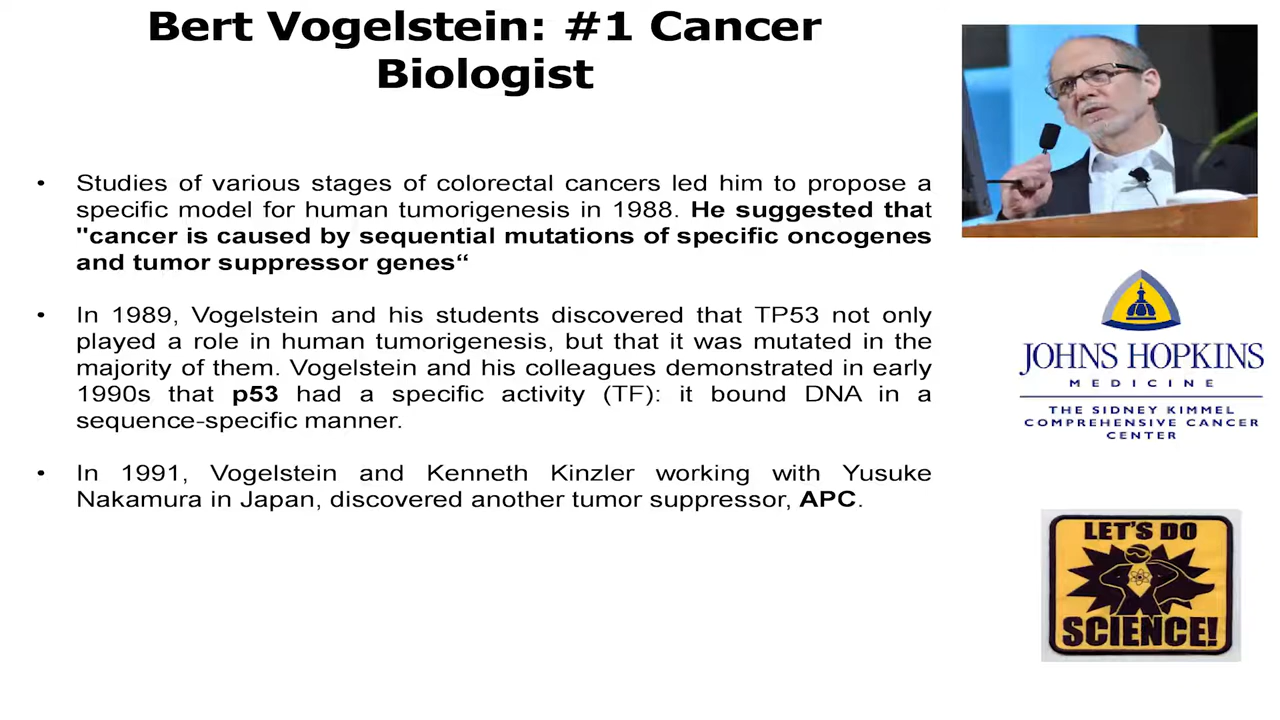 Bert Vogelstein: #1 Cancer
Biologist
• Studies of various stages of colorectal cancers led him to propose a
specific model for human tumorigenesis in 1988. He suggested that
"cancer is caused by sequential mutations of specific oncogenes
and tumor suppressor genes“
• In 1989, Vogelstein and his students discovered that TP53 not only
played a role in human tumorigenesis, but that it was mutated in the
majority of them. Vogelstein and his colleagues demonstrated in early
1990s that p53 had a specific activity (TF): it bound DNA in a
sequence-specific manner.
• In 1991, Vogelstein and Kenneth Kinzler working with Yusuke
Nakamura in Japan, discovered another tumor suppressor, APC.
JOHNS HOPKINS
MEDICINE
THE SIDNEY KIMMEL
COMPREHENSIVE CANCER
CENTER
LET'S DO
SCIENCE!